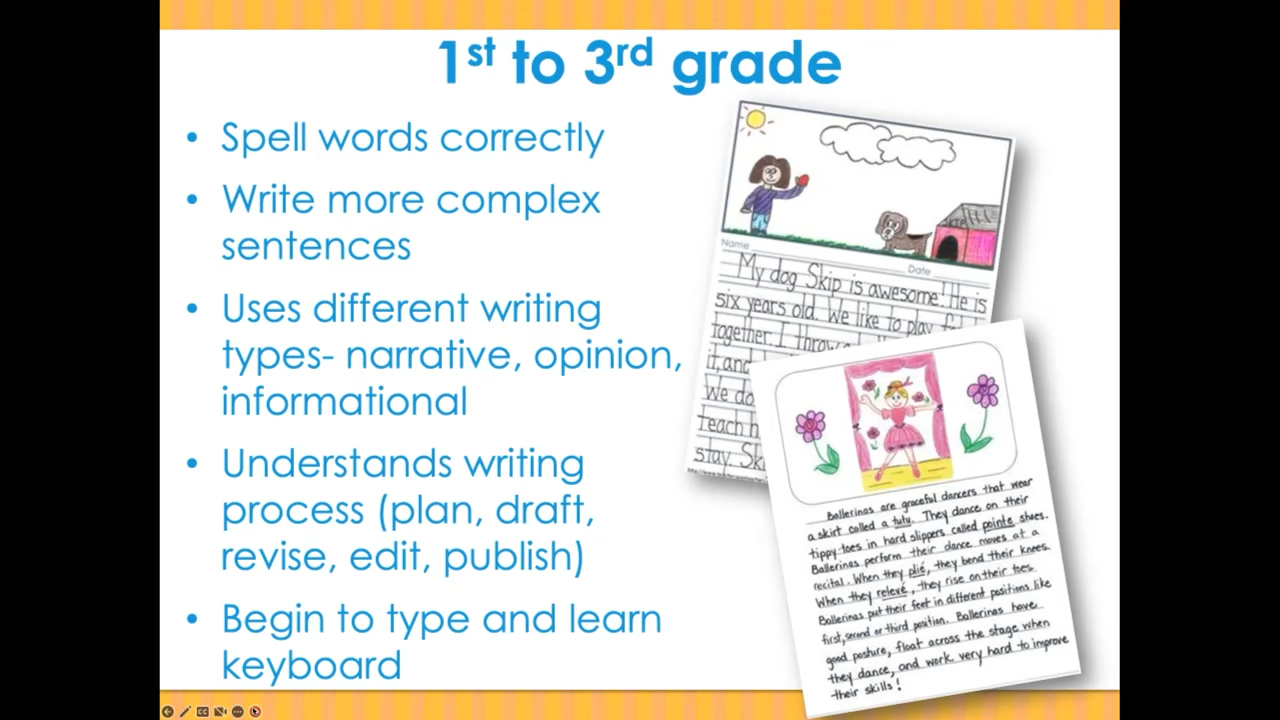 1st to 3rd grade
• Spell words correctly
• Write more complex
sentences
• Uses different writing
types- narrative, opinion,
informational
• Understands writing
process (plan, draft,
revise, edit, publish)
• Begin to type and learn
keyboard
Name
Date
My dog Skip is awesome! He is
six years old. We like to play
together. I throw
it, and
We do
teach h
stay. Sk
Ballerinas are graceful dancers that wear
a skirt called a tutu. They dance on their
tippy-toes in hard slippers called pointe shoes.
Ballerinas perform their dance moves at a
recital. When they plié, they bend their knees.
When they relevé, they rise on their toes.
Ballerinas put their feet in different positions like
first, second or third position. Ballerinas have
good posture, float across the stage when
they dance, and work very hard to improve
their skills!